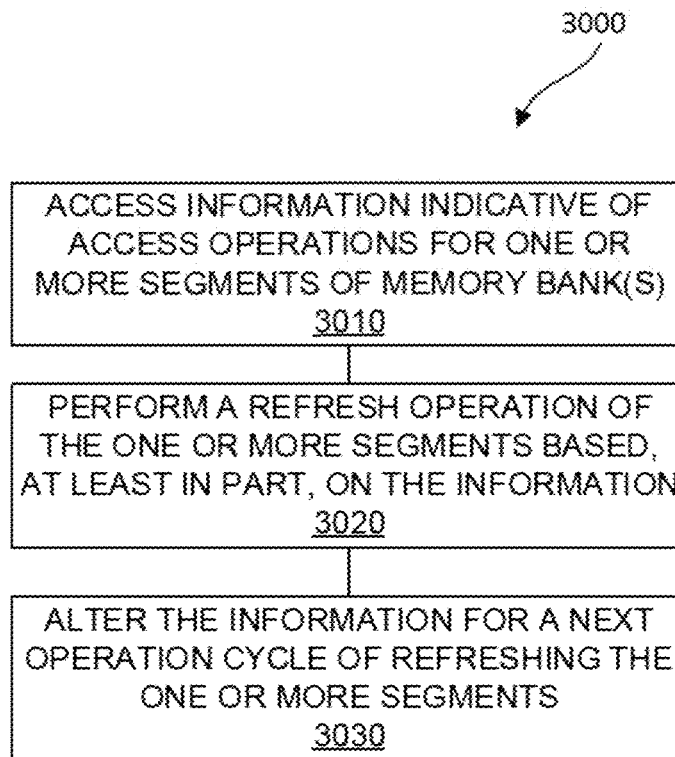 3000
ACCESS INFORMATION INDICATIVE OF
ACCESS OPERATIONS FOR ONE OR
MORE SEGMENTS OF MEMORY BANK(S)
3010
PERFORM A REFRESH OPERATION OF
THE ONE OR MORE SEGMENTS BASED,
AT LEAST IN PART, ON THE INFORMATION
3020
ALTER THE INFORMATION FOR A NEXT
OPERATION CYCLE OF REFRESHING THE
ONE OR MORE SEGMENTS
3030